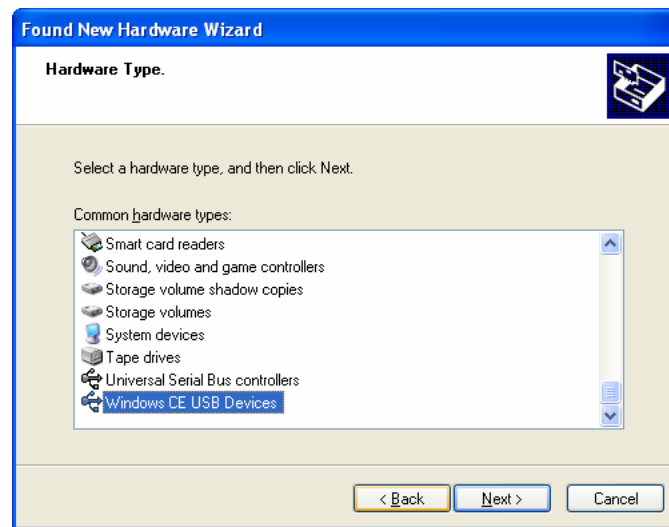 Found New Hardware Wizard
Hardware Type.
Select a hardware type, and then click Next.
Common hardware types:
Smart card readers
Sound, video and game controllers
Storage volume shadow copies
Storage volumes
System devices
Tape drives
Universal Serial Bus controllers
Windows CE USB Devices
< Back Next > Cancel